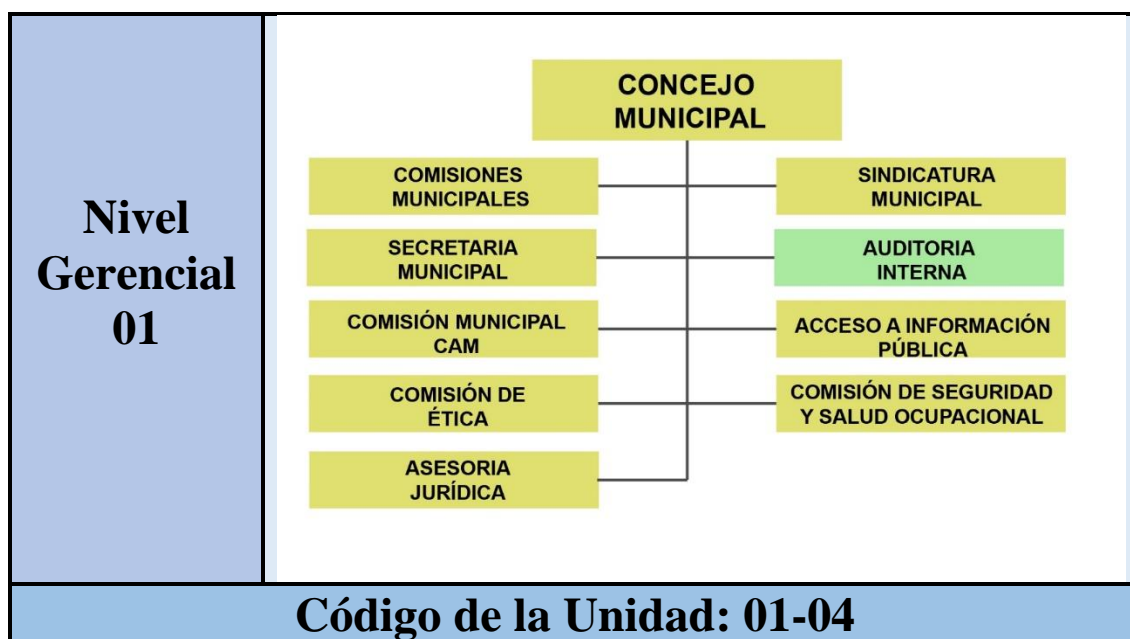 Nivel
Gerencial
01
CONCEJO
MUNICIPAL
COMISIONES
MUNICIPALES
SINDICATURA
MUNICIPAL
SECRETARIA
MUNICIPAL
AUDITORIA
INTERNA
COMISIÓN MUNICIPAL
CAM
ACCESO A INFORMACIÓN
PÚBLICA
COMISIÓN DE
ÉTICA
COMISIÓN DE SEGURIDAD
Y SALUD OCUPACIONAL
ASESORIA
JURÍDICA
Código de la Unidad: 01-04